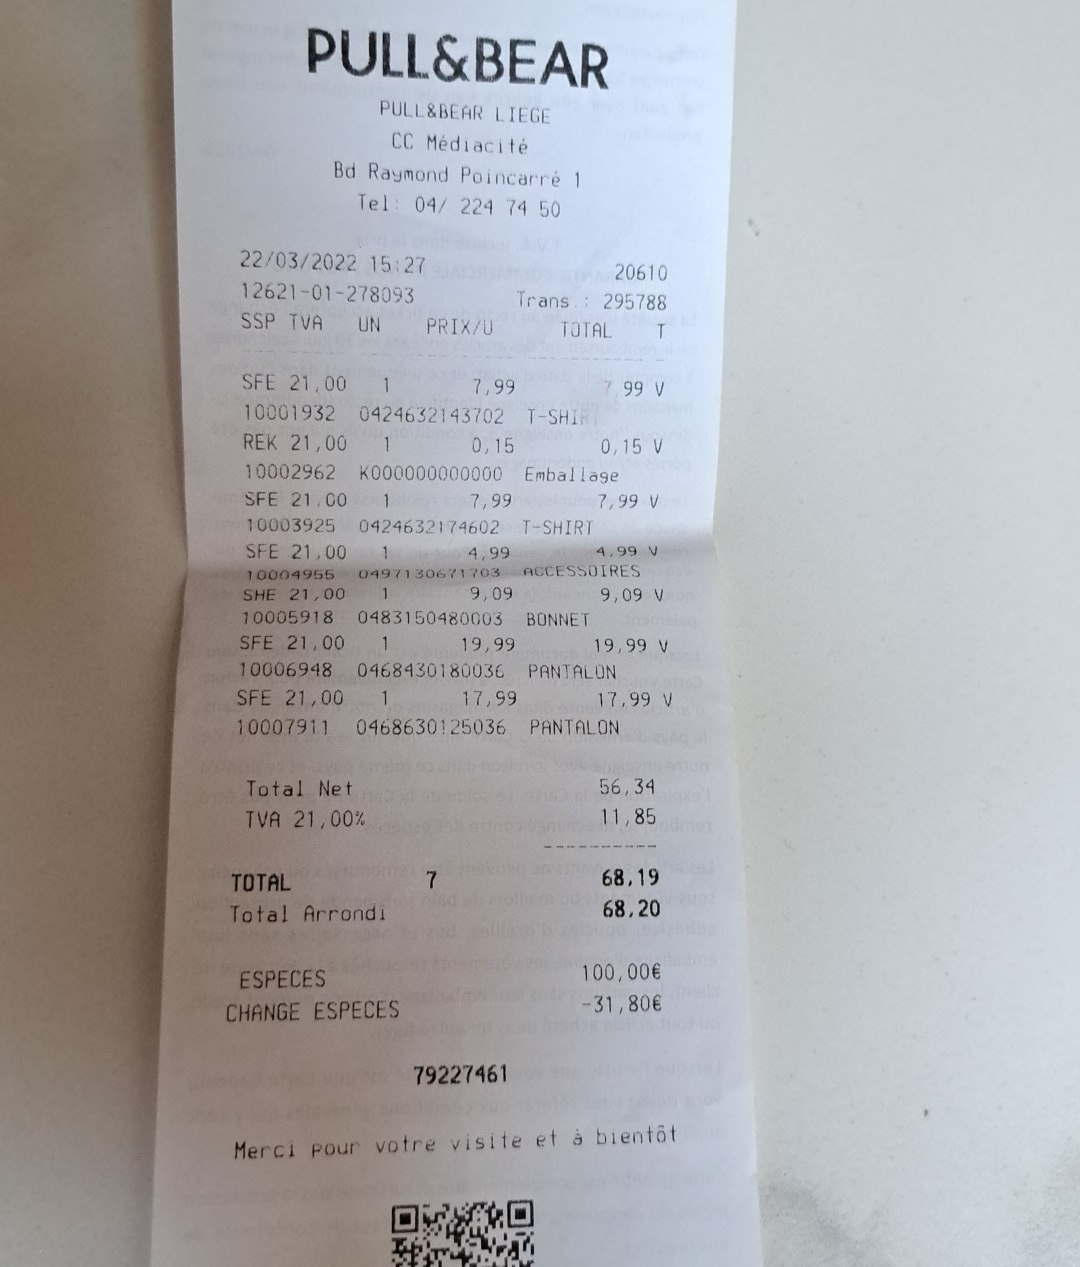 PULL&BEAR
PULL&BEAR LIEGE
CC Médiacité
Bd Raymond Poincarré 1
Tel: 04/ 224 74 50
22/03/2022 15:27 20610
12621-01-278093 Trans.: 295788
SSP TVA UN PRIX/U TOTAL T
SFE 21,00 1 7,99 7,99 V
10001932 0424632143702 T-SHIRT
REK 21,00 1 0,15 0,15 V
10002962 K000000000000 Emballage
SFE 21,00 1 7,99 7,99 V
10003925 0424632174602 T-SHIRT
SFE 21,00 1 4,99 4,99 V
10004955 0497130671703 ACCESSOIRES
SHE 21,00 1 9,09 9,09 V
10005918 0483150480003 BONNET
SFE 21,00 1 19,99 19,99 V
10006948 0468430180036 PANTALON
SFE 21,00 1 17,99 17,99 V
10007911 0468630125036 PANTALON
Total Net 56,34
TVA 21,00% 11,85
----------
TOTAL 7 68,19
Total Arrondi 68,20
ESPECES 100,00€
CHANGE ESPECES -31,80€
79227461
Merci pour votre visite et à bientôt